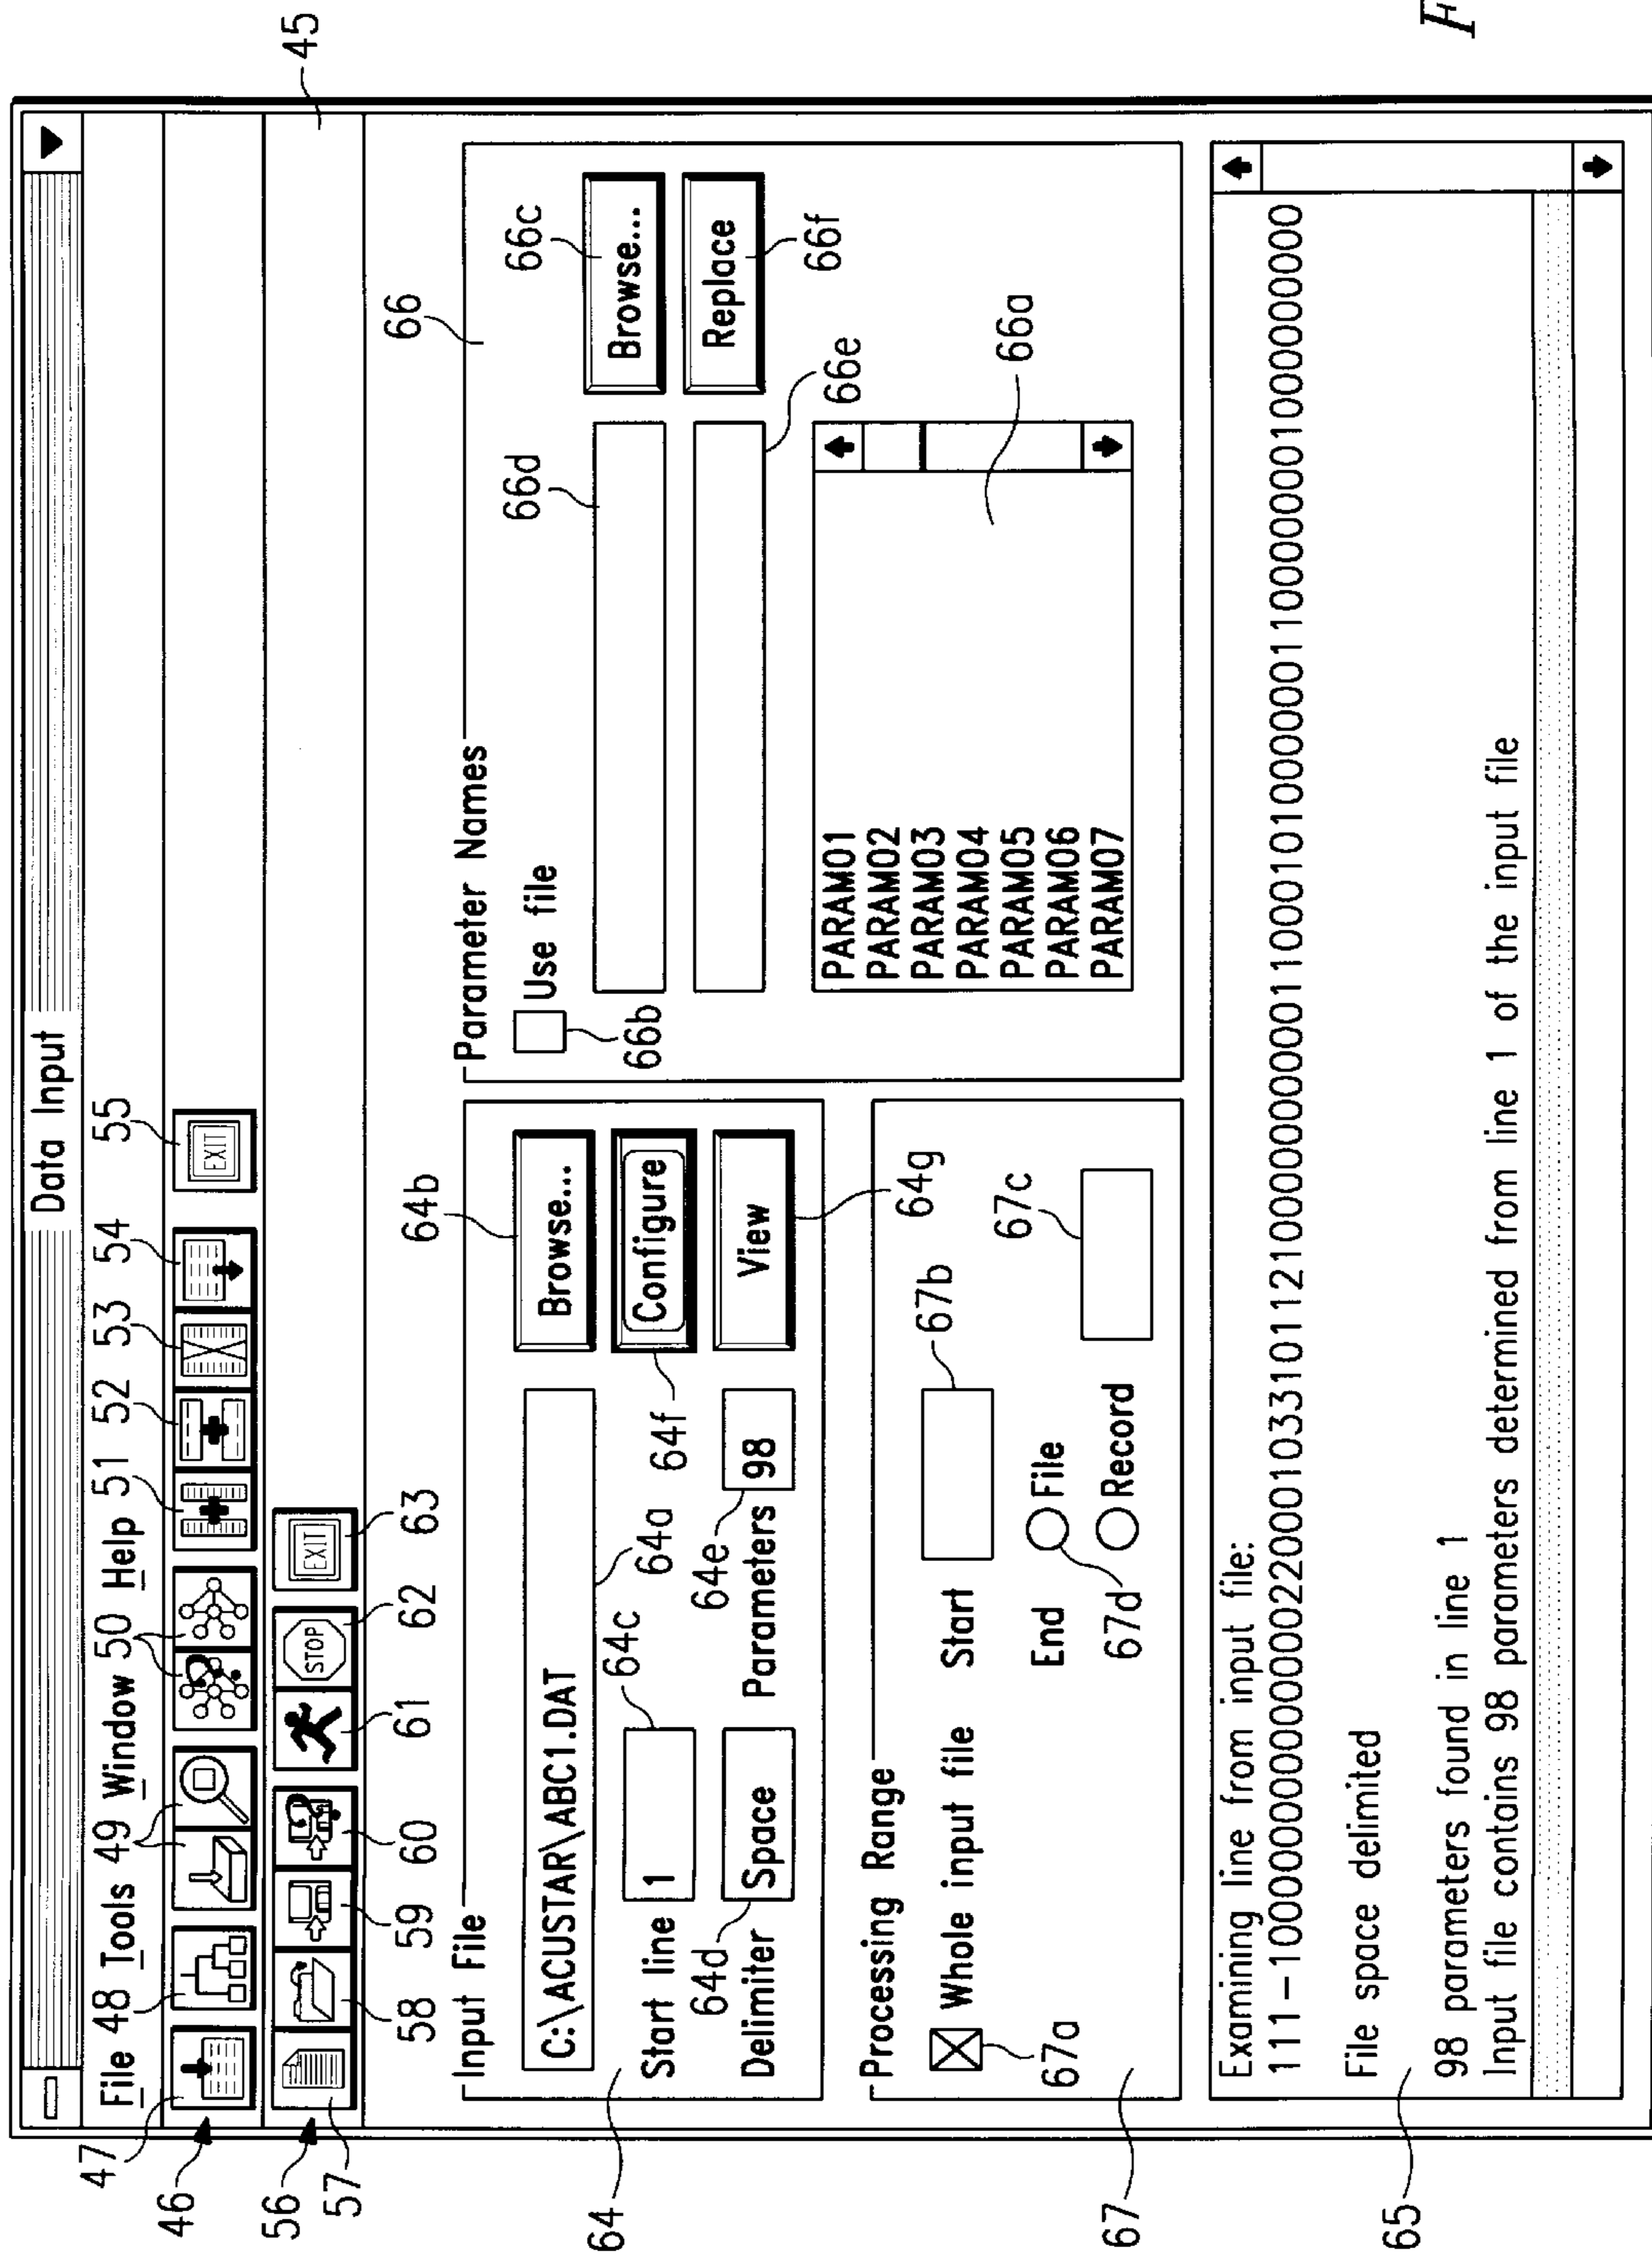 Data Input
File 48 Tools 49 Window 50 Help 51 52 53 54 55
47
46
EXIT
45
56
57
STOP
EXIT
58 59 60 61 62 63
64
Input File
64b
C:\ACUSTAR\ABC1.DAT
Browse...
64c
64a
64f
Start line 1
Configure
64d
64e
Delimiter Space
Parameters 98
View
64g
66
Parameter Names
Use file
66b
66d
66c
Browse...
Replace
66e
66f
PARAM01
PARAM02
PARAM03
PARAM04
PARAM05
PARAM06
PARAM07
66a
Processing Range
67b
Whole input file
Start
67a
67c
End
File
67d
Record
67
Examining line from input file:
File space delimited
65
98 parameters found in line 1
Input file contains 98 parameters determined from line 1 of the input file